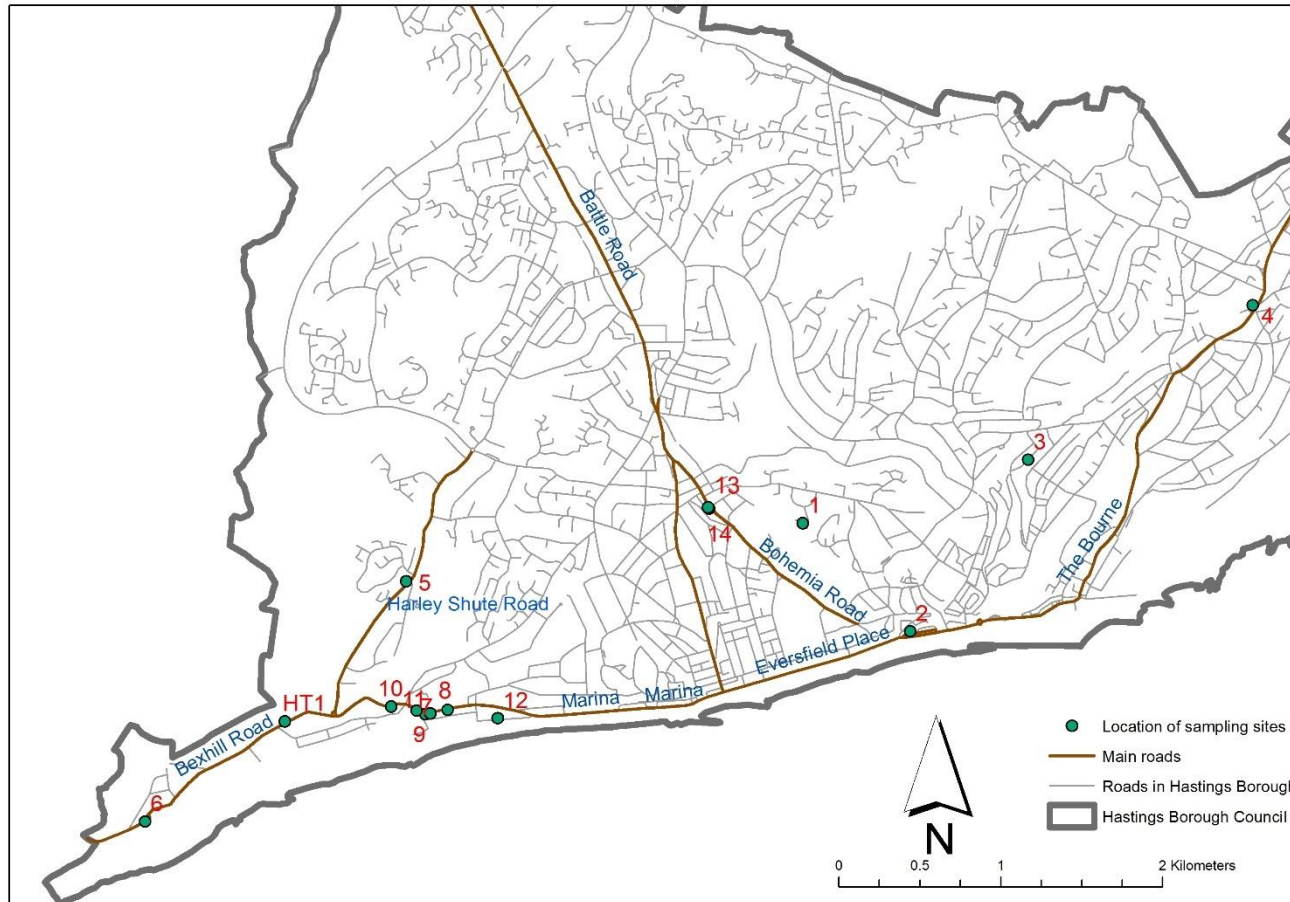 Battle Road
4
3
13
1
14
Bohemia Road
The Bourne
5
Harley Shute Road
2
Eversfield Place
Marina
Marina
HT1
10
11
7
8
9
12
Bexhill Road
6
N
Location of sampling sites
Main roads
Roads in Hastings Borough
Hastings Borough Council
0 0.5 1 2 Kilometers